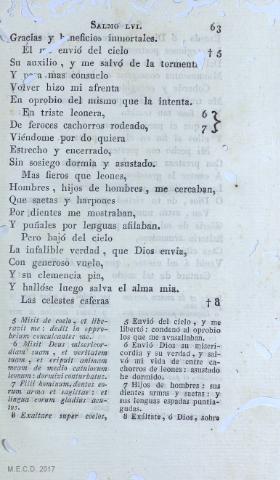 SALMO LVI. 63
Gracias y beneficios inmortales.
El me envió del cielo † 5
Su auxîlio, y me salvó de la tormenta
Y para mas consuelo
Volver hizo mi afrenta
En oprobio del mismo que la intenta.
En triste leonera, 6
De feroces cachorros rodeado, 7
Viéndome por do quiera
Estrecho y encerrado,
Sin sosiego dormia y asustado.
Mas fieros que leones,
Hombres, hijos de hombres, me cercaban,
Que saetas y harpones
Por dientes me mostraban,
Y puñales por lenguas afilaban.
Pero bajó del cielo
La infalible verdad, que Dios envia,
Con generoso vuelo,
Y su clemencia pia,
Y hallóse luego salva el alma mia.
Las celestes esferas † 8
5 Misit de coelo, et liberavit me: dedit in opprobrium conculcantes me.
6 Misit Deus misericordiam suam, et veritatem suam, et eripuit animam meam de medio catulorum leonum: dormivi conturbatus.
7 Filii hominum, dentes eorum arma et sagittae: et lingua eorum gladius acutus.
8 Exaltare super coelos,
5 Envió del cielo, y me libertó: condenó al oprobio los que me avasallaban.
6 Envió Dios su misericordia y su verdad, y salvó mi vida de entre cachorros de leones: asustado he dormido.
7 Hijos de hombres: sus dientes armas y saetas: y sus lenguas espadas puntiagudas.
8 Exâltate, ó Dios, sobre
M.E.C.D. 2017